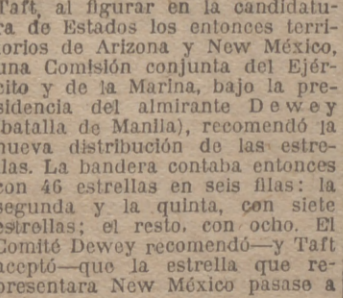 Taft, al figurar en la candidatu-
ra de Estados los entonces terri-
torios de Arizona y New México,
una Comisión conjunta del Ejér-
cito y de la Marina, bajo la pre-
sidencia del almirante Dewey
(batalla de Manila), recomendó la
nueva distribución de las estre-
llas. La bandera contaba entonces
con 46 estrellas en seis filas: la
segunda y la quinta, con siete
estrellas; el resto, con ocho. El
Comité Dewey recomendó—y Taft
aceptó—que la estrella que re-
presentara New México pasase a